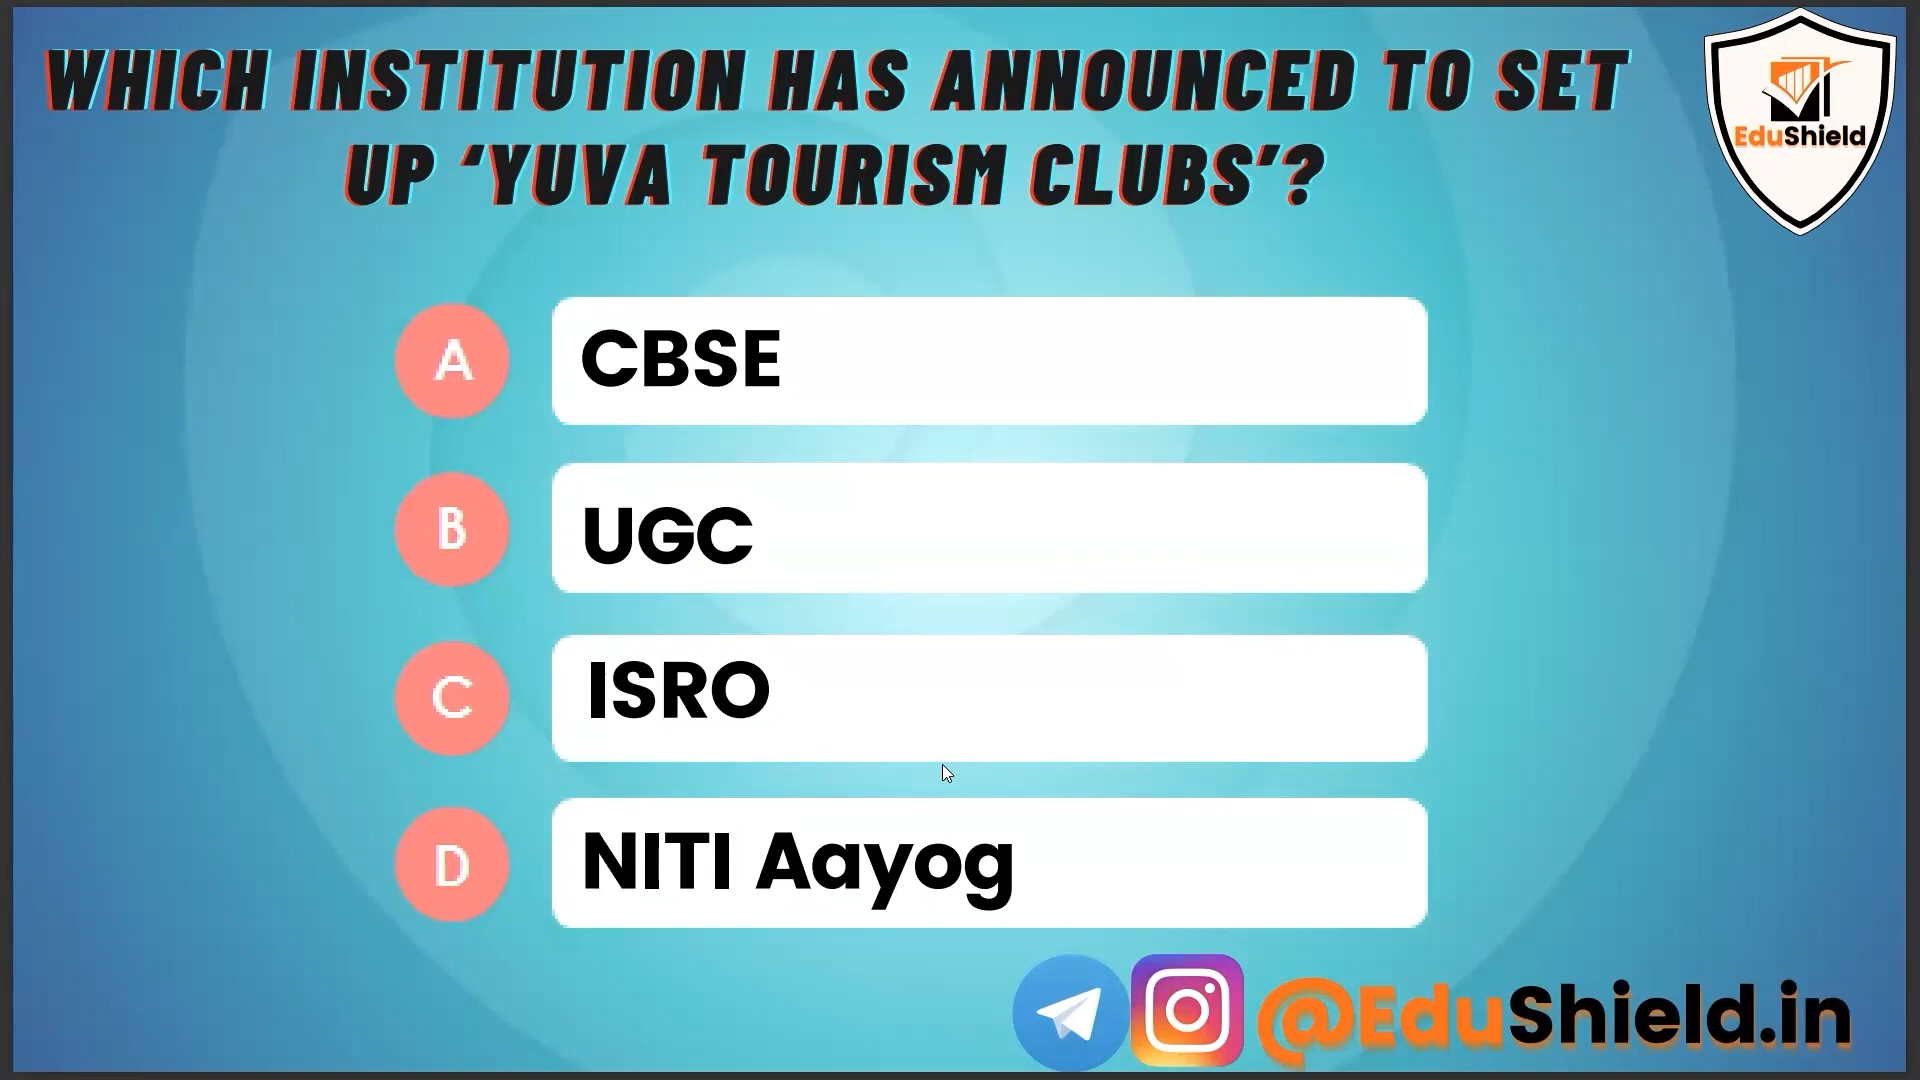 WHICH INSTITUTION HAS ANNOUNCED TO SET
UP ‘YUVA TOURISM CLUBS’?
EduShield
A CBSE
B UGC
C ISRO
D NITI Aayog
@EduShield.in